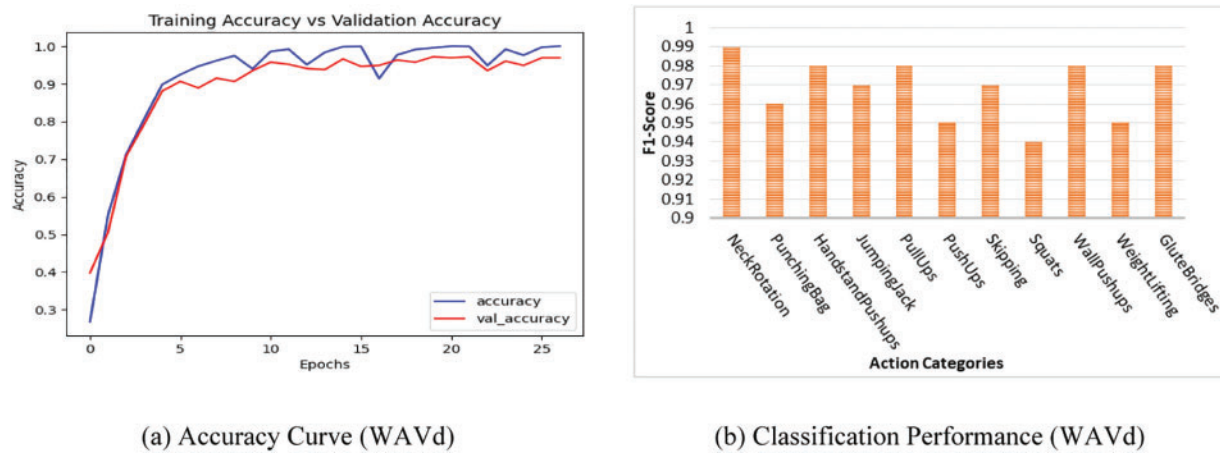 Training Accuracy vs Validation Accuracy
1.0
0.9
0.8
0.7
0.6
0.5
0.4
0.3
Accuracy
accuracy
val_accuracy
0 5 10 15 20 25
Epochs
(a) Accuracy Curve (WAVd)
1
0.99
0.98
0.97
0.96
0.95
0.94
0.93
0.92
0.91
0.9
F1-Score
NeckRotation
PunchingBag
HandstandPushups
JumpingJack
PullUps
PushUps
Skipping
Squats
WallPushups
WeightLifting
GluteBridges
Action Categories
(b) Classification Performance (WAVd)